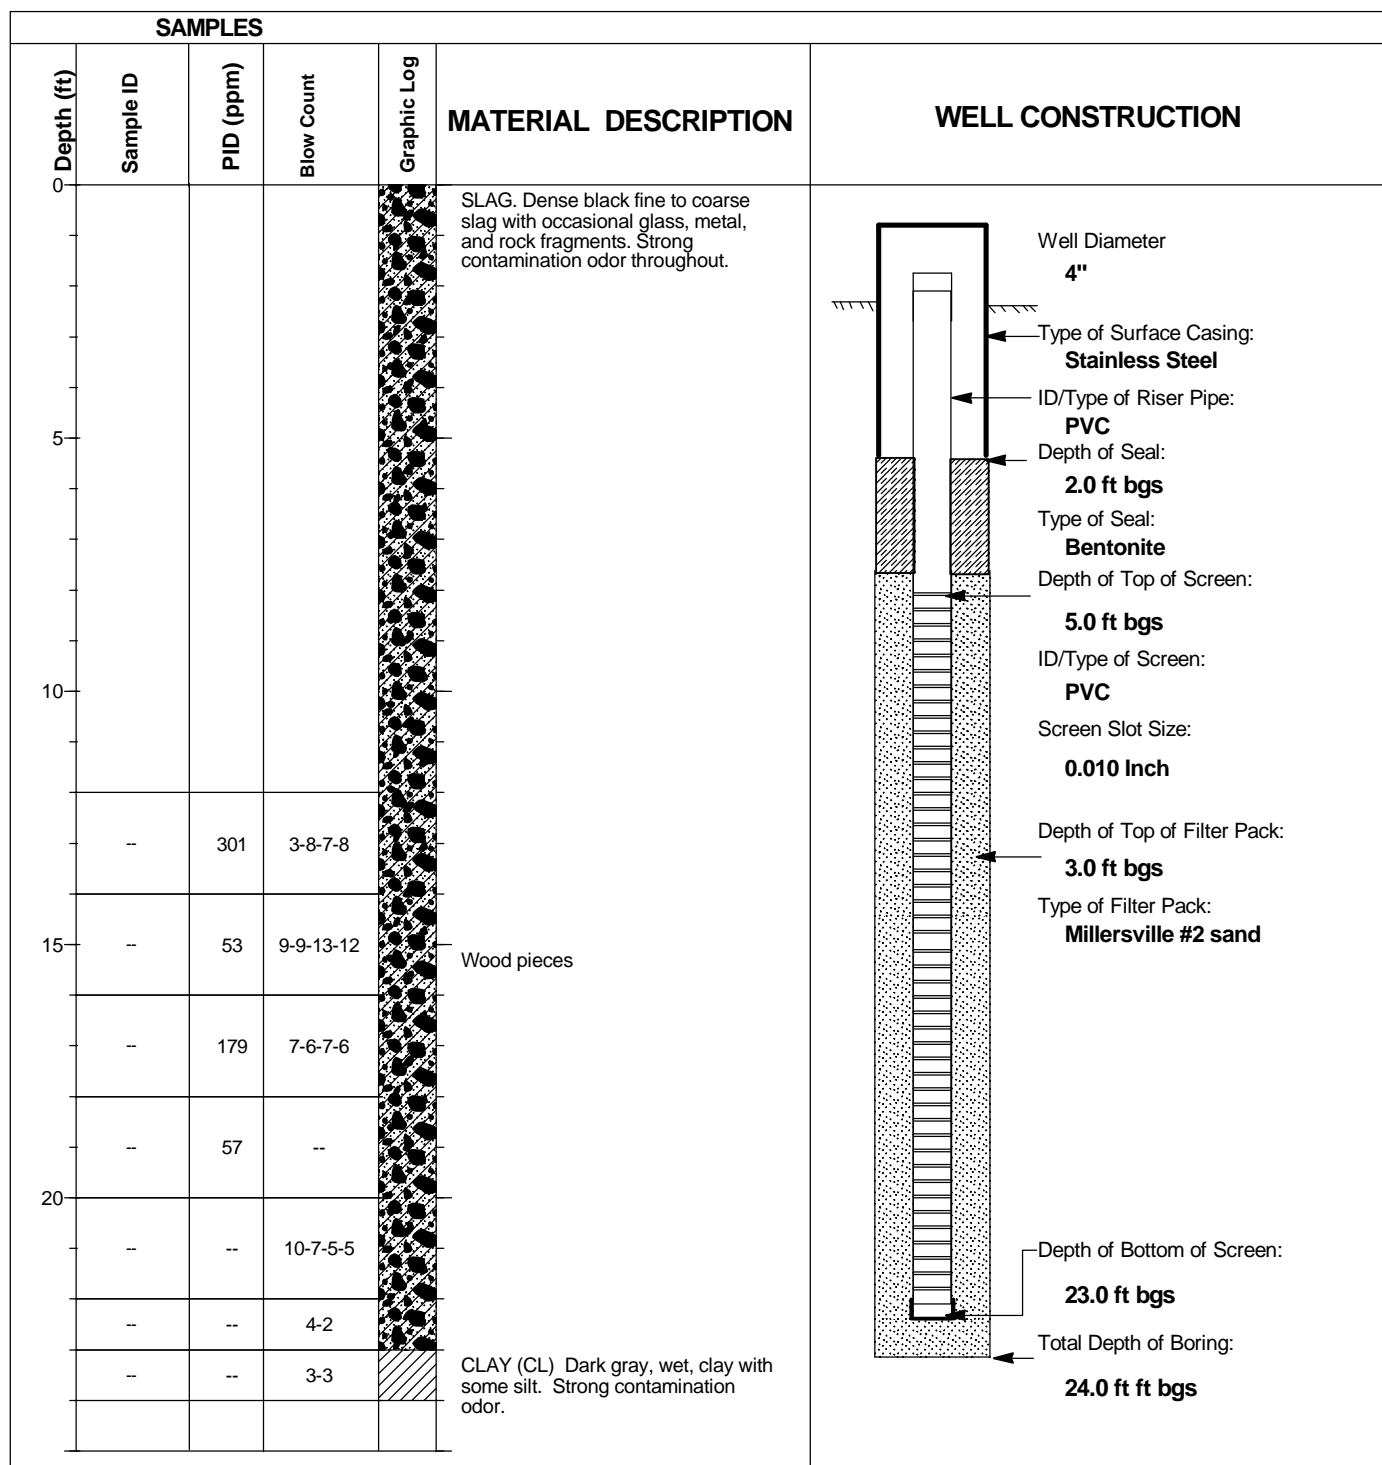 SAMPLES
Depth (ft)
Sample ID
PID (ppm)
Blow Count
Graphic Log
MATERIAL DESCRIPTION
WELL CONSTRUCTION
0
SLAG. Dense black fine to coarse
slag with occasional glass, metal,
and rock fragments. Strong
contamination odor throughout.
5
10
-- 301 3-8-7-8
15 -- 53 9-9-13-12
Wood pieces
-- 179 7-6-7-6
-- 57 --
20
-- -- 10-7-5-5
-- -- 4-2
-- -- 3-3
CLAY (CL) Dark gray, wet, clay with
some silt. Strong contamination
odor.
Well Diameter
4"
Type of Surface Casing:
Stainless Steel
ID/Type of Riser Pipe:
PVC
Depth of Seal:
2.0 ft bgs
Type of Seal:
Bentonite
Depth of Top of Screen:
5.0 ft bgs
ID/Type of Screen:
PVC
Screen Slot Size:
0.010 Inch
Depth of Top of Filter Pack:
3.0 ft bgs
Type of Filter Pack:
Millersville #2 sand
Depth of Bottom of Screen:
23.0 ft bgs
Total Depth of Boring:
24.0 ft ft bgs